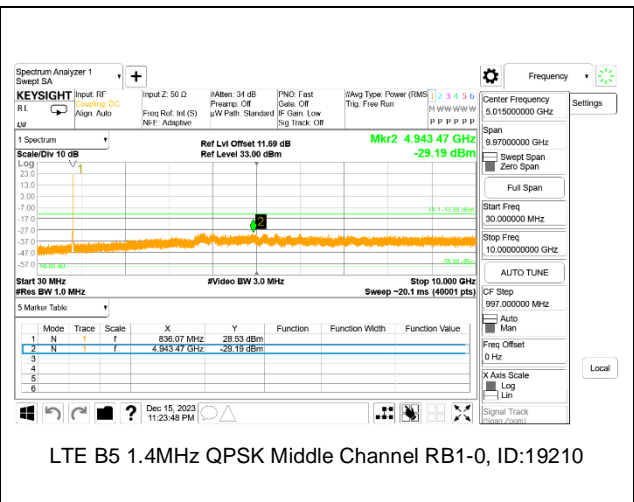 Spectrum Analyzer 1
Swept SA
Frequency
Settings
KEYSIGHT Input: RF
Coupling: DC
Align: Auto
RL
Input Z: 50 Ω
Freq Ref: Int (S)
NFE: Adaptive
#Atten: 34 dB
Preamp: Off
µW Path: Standard
PNO: Fast
Gate: Off
IF Gain: Low
Sig Track: Off
#Avg Type: Power (RMS
Trig: Free Run
1 2 3 4 5 6
M W W W W W
P P P P P P
1 Spectrum
Scale/Div 10 dB
Log
Ref Lvl Offset 11.69 dB
Ref Level 33.00 dBm
Mkr2 4.943 47 GHz
-29.19 dBm
1
23.0
13.0
3.00
-7.00
-17.0
-27.0
-37.0
-47.0
-57.0
2
Start 30 MHz
#Res BW 1.0 MHz
#Video BW 3.0 MHz
Stop 10.000 GHz
Sweep ~20.1 ms (40001 pts)
5 Marker Table
Mode Trace Scale X Y Function Function Width Function Value
1 N 1 f 836.07 MHz 28.53 dBm
2 N 1 f 4.943 47 GHz -29.19 dBm
3
4
5
6
Center Frequency
5.015000000 GHz
Span
9.97000000 GHz
Swept Span
Zero Span
Full Span
Start Freq
30.000000 MHz
Stop Freq
10.000000000 GHz
AUTO TUNE
CF Step
997.000000 MHz
Auto
Man
Freq Offset
0 Hz
X Axis Scale
Log
Lin
Signal Track
(Span Zoom)
Local
?
Dec 15, 2023
11:23:48 PM
LTE B5 1.4MHz QPSK Middle Channel RB1-0, ID:19210